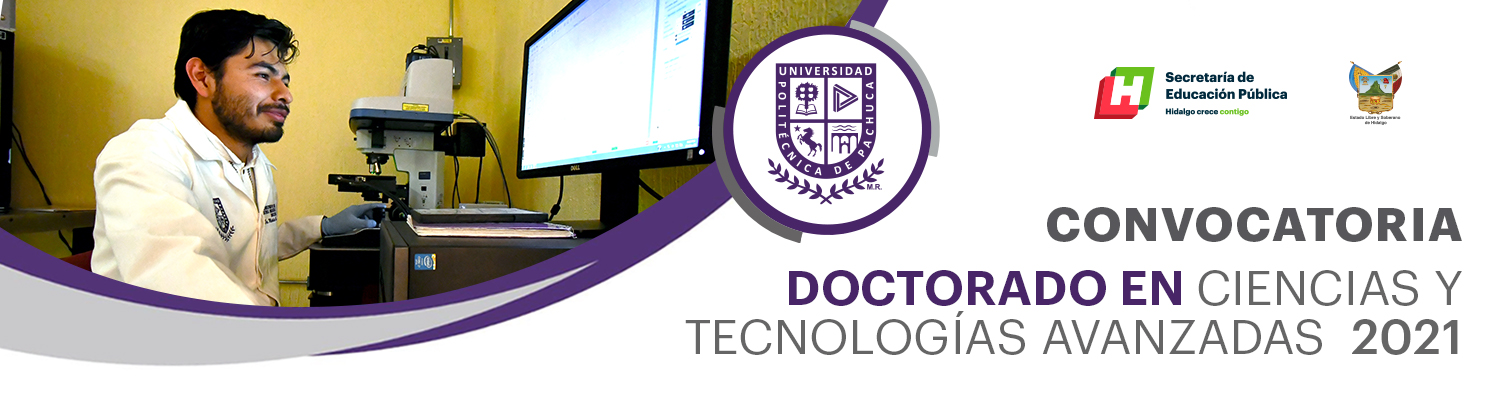 UNIVERSIDAD
POLITÉCNICA DE PACHUCA
M.R.
Secretaría de
Educación Pública
Hidalgo crece contigo
H
Estado Libre y Soberano
de Hidalgo
DELL
CONVOCATORIA
DOCTORADO EN CIENCIAS Y
TECNOLOGÍAS AVANZADAS 2021